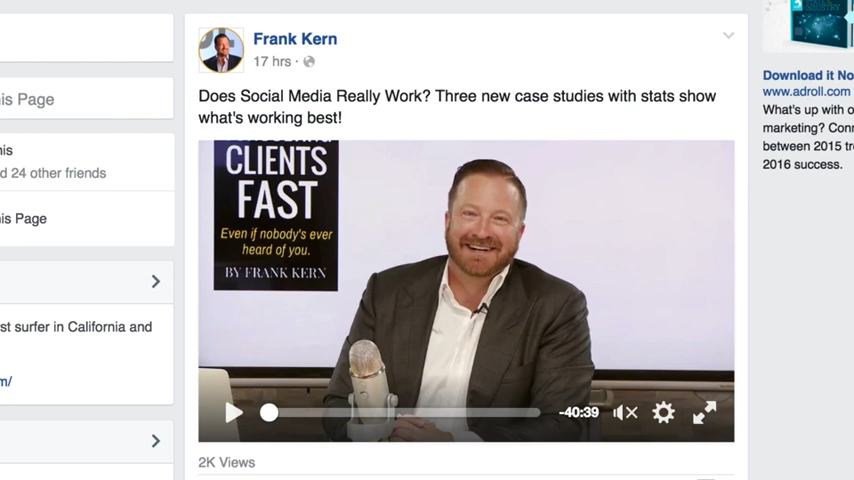 Frank Kern
17 hrs ·
Does Social Media Really Work? Three new case studies with stats show
what's working best!
CLIENTS
FAST
Even if nobody's ever
heard of you.
BY FRANK KERN
-40:39
2K Views
is Page
nis
d 24 other friends
is Page
st surfer in California and
m/
Download it No
www.adroll.com
What's up with o
marketing? Conn
between 2015 tre
2016 success.